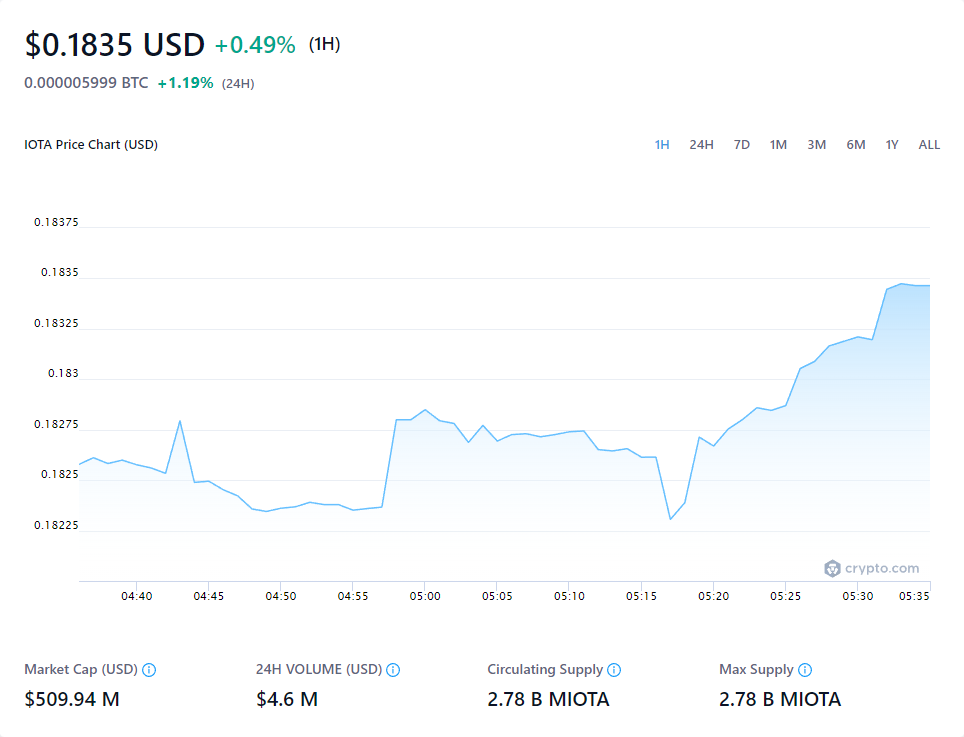 $0.1835 USD +0.49% (1H)
0.000005999 BTC +1.19% (24H)
IOTA Price Chart (USD) 1H 24H 7D 1M 3M 6M 1Y ALL
0.18375
0.1835
0.18325
0.183
0.18275
0.1825
0.18225
crypto.com
04:40 04:45 04:50 04:55 05:00 05:05 05:10 05:15 05:20 05:25 05:30 05:35
Market Cap (USD) 24H VOLUME (USD) Circulating Supply Max Supply
$509.94 M $4.6 M 2.78 B MIOTA 2.78 B MIOTA